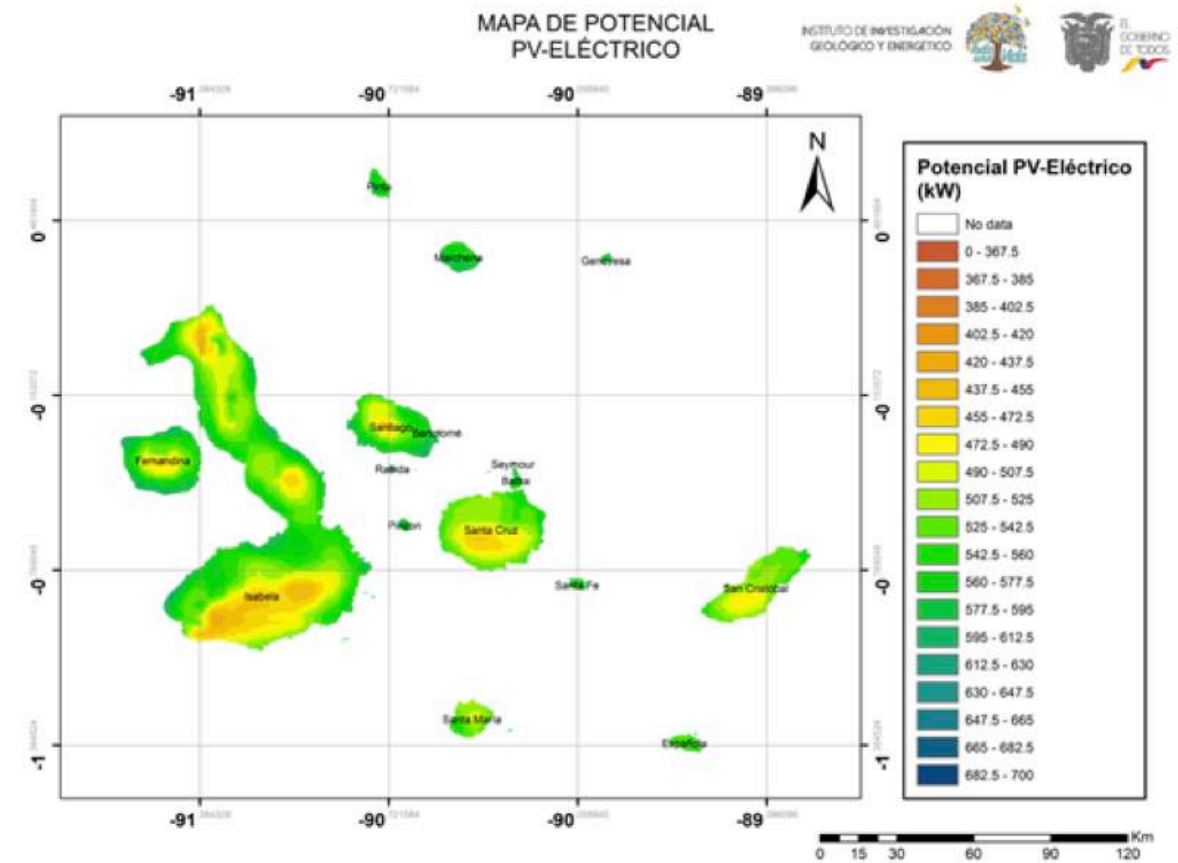 MAPA DE POTENCIAL
PV-ELÉCTRICO
INSTITUTO DE INVESTIGACIÓN
GEOLÓGICO Y ENERGÉTICO
EL
GOBIERNO
DE TODOS
-91
-90
-90
-89
N
0
0
-0
-0
-0
-0
-1
-1
Pinta
Marchena
Genovesa
Santiago
Bartolomé
Fernandina
Rabida
Seymour
Baltra
Pinzon
Santa Cruz
Santa Fe
San Cristobal
Isabela
Santa Maria
Española
-91
-90
-90
-89
Potencial PV-Eléctrico
(kW)
No data
0 - 367.5
367.5 - 385
385 - 402.5
402.5 - 420
420 - 437.5
437.5 - 455
455 - 472.5
472.5 - 490
490 - 507.5
507.5 - 525
525 - 542.5
542.5 - 560
560 - 577.5
577.5 - 595
595 - 612.5
612.5 - 630
630 - 647.5
647.5 - 665
665 - 682.5
682.5 - 700
Km
0 15 30 60 90 120